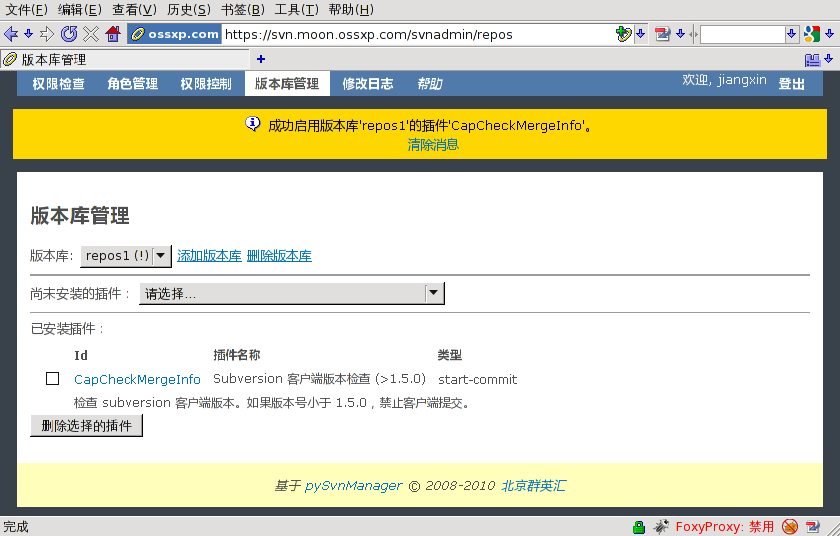 文件(F) 编辑(E) 查看(V) 历史(S) 书签(B) 工具(T) 帮助(H)
ossxp.com https://svn.moon.ossxp.com/svnadmin/repos
版本库管理
权限检查 角色管理 权限控制 版本库管理 修改日志 帮助 欢迎, jiangxin 登出
成功启用版本库'repos1'的插件'CapCheckMergeInfo'。
清除消息
版本库管理
版本库: repos1 (!) 添加版本库 删除版本库
尚未安装的插件： 请选择...
已安装插件：
Id 插件名称 类型
CapCheckMergeInfo Subversion 客户端版本检查 (>1.5.0) start-commit
检查 subversion 客户端版本。如果版本号小于 1.5.0，禁止客户端提交。
删除选择的插件
基于 pySvnManager © 2008-2010 北京群英汇
完成 FoxyProxy: 禁用